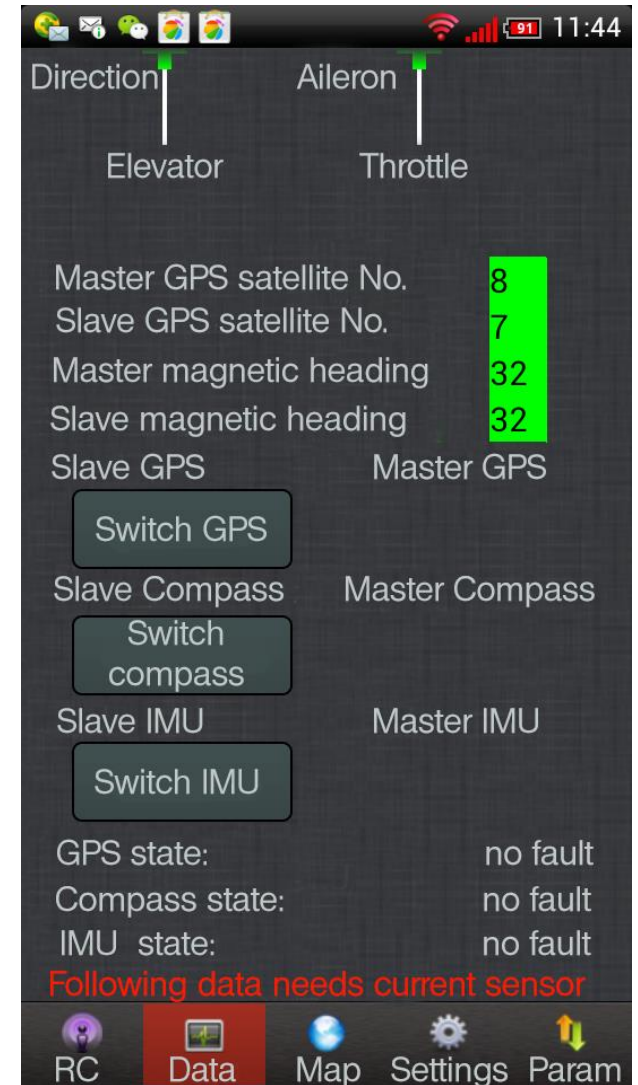 91 11:44
Direction Aileron
Elevator Throttle
Master GPS satellite No. 8
Slave GPS satellite No. 7
Master magnetic heading 32
Slave magnetic heading 32
Slave GPS Master GPS
Switch GPS
Slave Compass Master Compass
Switch
compass
Slave IMU Master IMU
Switch IMU
GPS state: no fault
Compass state: no fault
IMU state: no fault
Following data needs current sensor
RC Data Map Settings Param